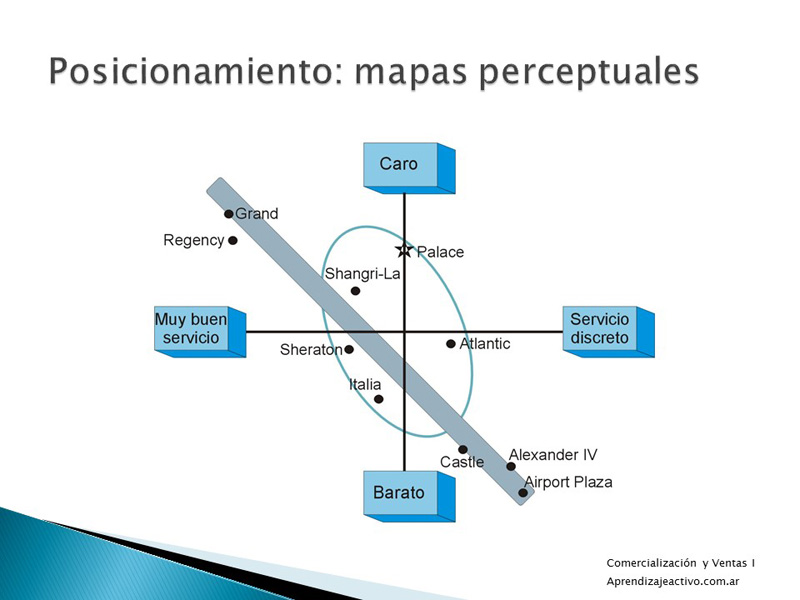 Posicionamiento: mapas perceptuales
Caro
Grand
Regency
Palace
Shangri-La
Muy buen
servicio
Servicio
discreto
Sheraton
Atlantic
Italia
Castle
Alexander IV
Airport Plaza
Barato
Comercialización y Ventas I
Aprendizajeactivo.com.ar